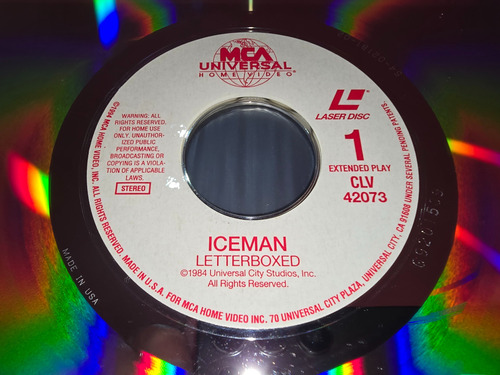 MCA
UNIVERSAL
HOME VIDEO
WARNING: ALL
RIGHTS RESERVED.
FOR HOME USE
ONLY. UNAUTHOR-
IZED PUBLIC
PERFORMANCE,
BROADCASTING OR
COPYING IS A VIOLA-
TION OF APPLICABLE
LAWS.
STEREO
LASER DISC
1
EXTENDED PLAY
CLV
42073
ICEMAN
LETTERBOXED
©1984 Universal City Studios, Inc.
All Rights Reserved.
©1994 MCA HOME VIDEO, INC. ALL RIGHTS RESERVED. MADE IN U.S.A. FOR MCA HOME VIDEO INC. 70 UNIVERSAL CITY PLAZA, UNIVERSAL CITY, CA 91608 UNDER SEVERAL PENDING PATENTS.
MADE IN USA